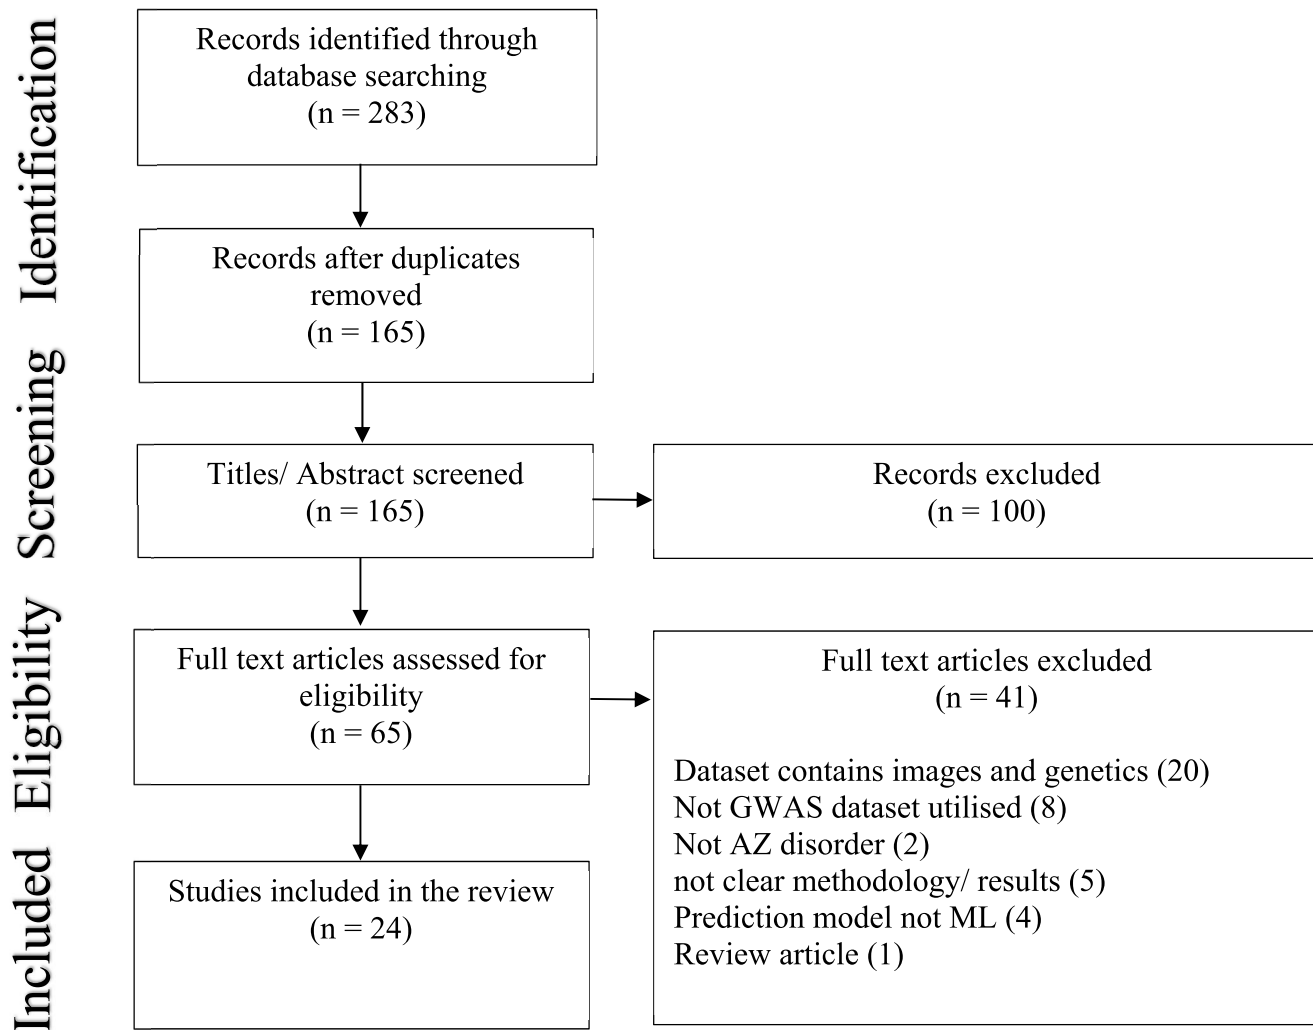 Identification
Records identified through
database searching
(n = 283)
Records after duplicates
removed
(n = 165)
Screening
Titles/ Abstract screened
(n = 165)
Records excluded
(n = 100)
Eligibility
Full text articles assessed for
eligibility
(n = 65)
Full text articles excluded
(n = 41)
Dataset contains images and genetics (20)
Not GWAS dataset utilised (8)
Not AZ disorder (2)
not clear methodology/ results (5)
Prediction model not ML (4)
Review article (1)
Included
Studies included in the review
(n = 24)